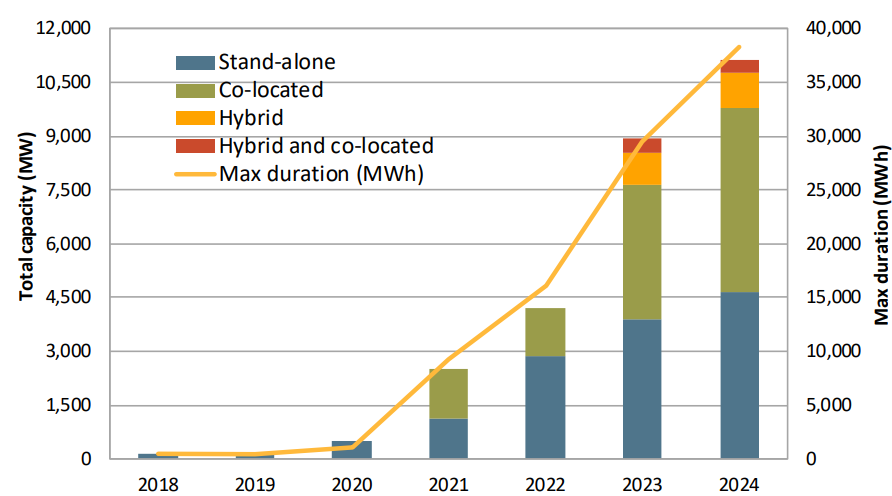 12,000
10,500
9,000
7,500
6,000
4,500
3,000
1,500
0
Total capacity (MW)
Stand-alone
Co-located
Hybrid
Hybrid and co-located
Max duration (MWh)
40,000
35,000
30,000
25,000
20,000
15,000
10,000
5,000
0
Max duration (MWh)
2018 2019 2020 2021 2022 2023 2024